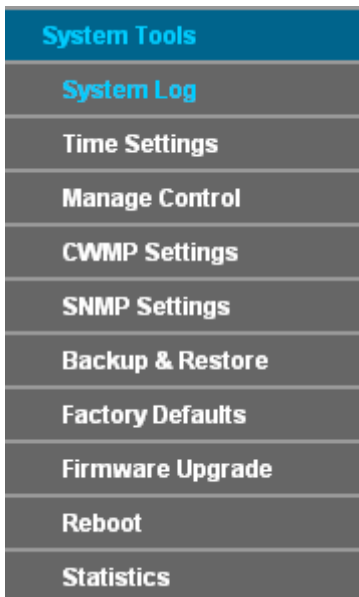 System Tools
System Log
Time Settings
Manage Control
CWMP Settings
SNMP Settings
Backup & Restore
Factory Defaults
Firmware Upgrade
Reboot
Statistics